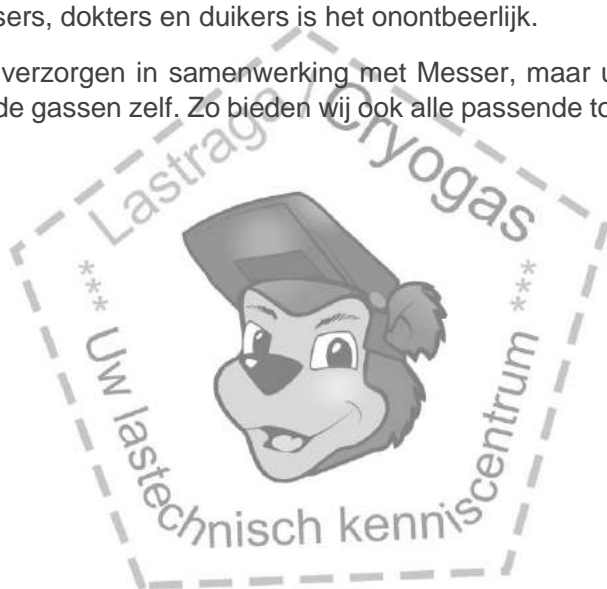 sers, dokters en duikers is het onontbeerlijk.
verzorgen in samenwerking met Messer, maar u
de gassen zelf. Zo bieden wij ook alle passende to
Lastraga / Cryogas
*** Uw lastechnisch kenniscentrum ***